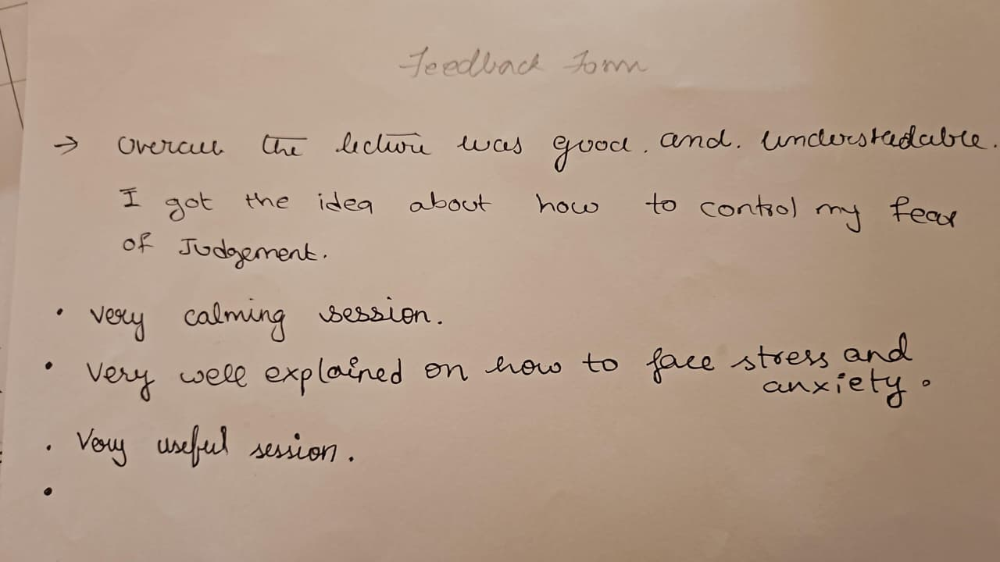 Feedback Form
→ Overall the lecture was good. and. understadable.
I got the idea about how to control my fear
of Judgement.
• very calming session.
• very well explained on how to face stress and
anxiety.
• Very useful session.
•